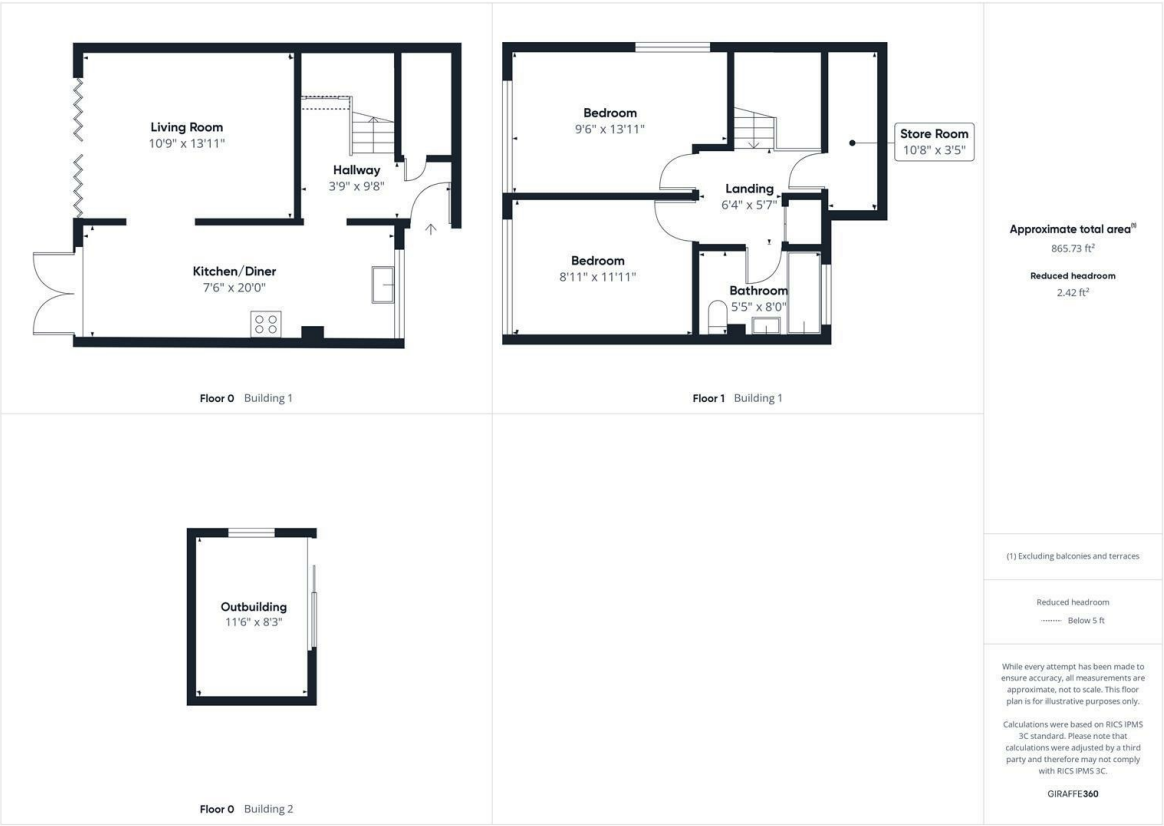 Living Room
10'9" x 13'11"
Hallway
3'9" x 9'8"
Kitchen/Diner
7'6" x 20'0"
Floor 0 Building 1
Bedroom
9'6" x 13'11"
Store Room
10'8" x 3'5"
Landing
6'4" x 5'7"
Bedroom
8'11" x 11'11"
Bathroom
5'5" x 8'0"
Floor 1 Building 1
Outbuilding
11'6" x 8'3"
Floor 0 Building 2
Approximate total area(1)
865.73 ft²
Reduced headroom
2.42 ft²
(1) Excluding balconies and terraces
Reduced headroom
Below 5 ft
While every attempt has been made to
ensure accuracy, all measurements are
approximate, not to scale. This floor
plan is for illustrative purposes only.
Calculations were based on RICS IPMS
3C standard. Please note that
calculations were adjusted by a third
party and therefore may not comply
with RICS IPMS 3C.
GIRAFFE360